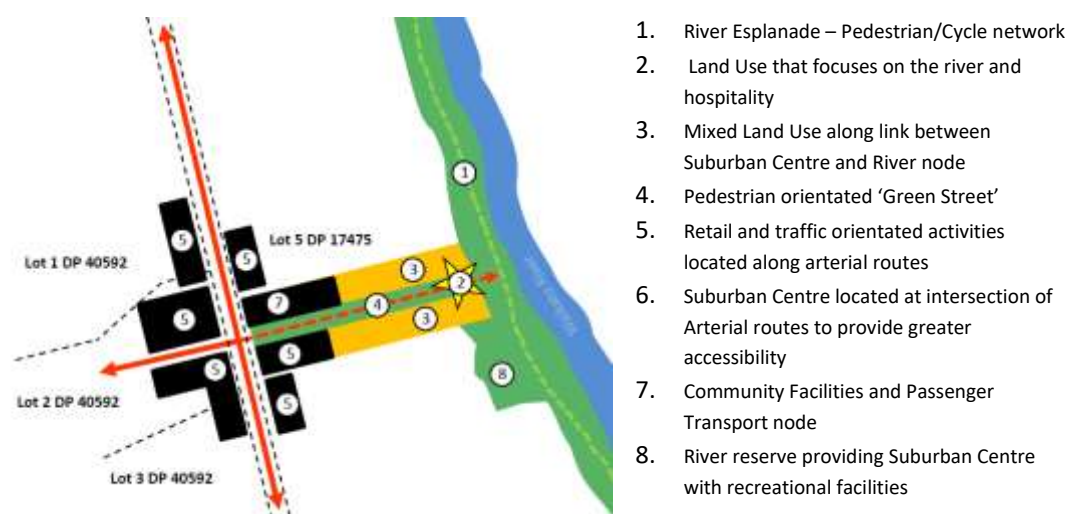 1. River Esplanade – Pedestrian/Cycle network
2. Land Use that focuses on the river and
hospitality
3. Mixed Land Use along link between
Suburban Centre and River node
4. Pedestrian orientated ‘Green Street’
5. Retail and traffic orientated activities
located along arterial routes
6. Suburban Centre located at intersection of
Arterial routes to provide greater
accessibility
7. Community Facilities and Passenger
Transport node
8. River reserve providing Suburban Centre
with recreational facilities
1
5
5
Lot 5 DP 17475
Lot 1 DP 40592
3
2
7
4
5
3
5
5
8
Lot 2 DP 40592
5
Lot 3 DP 40592